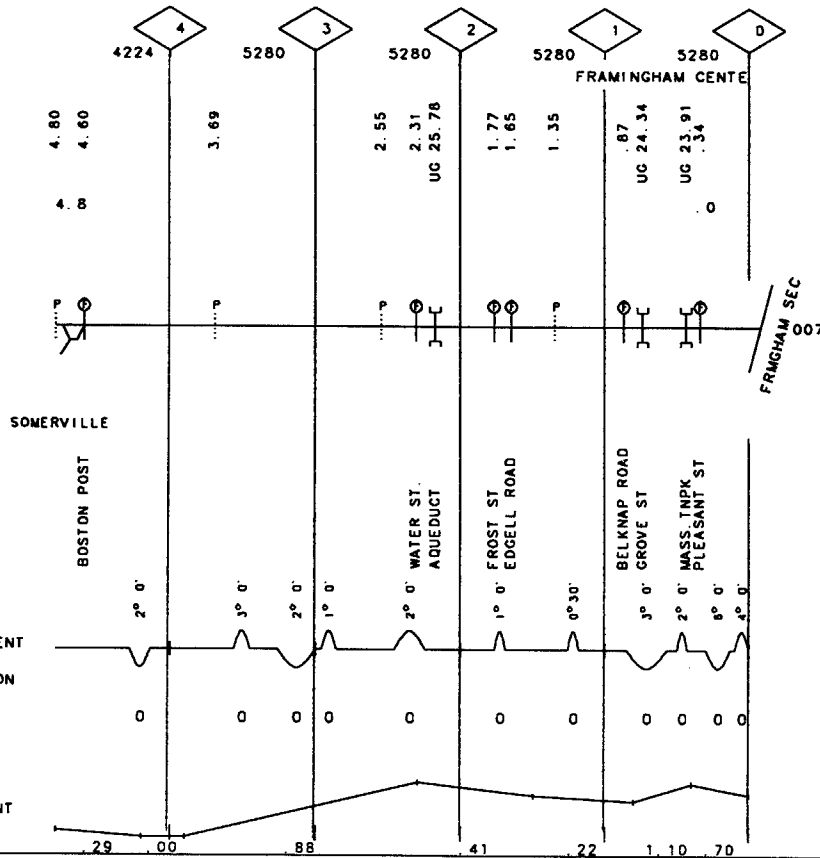 4 3 2 1 0
4224 5280 5280 5280 5280
FRAMINGHAM CENTE
4.80
4.60
3.69
2.55
2.31
UG 25.78
1.77
1.65
1.35
.87
UG 24.34
UG 23.91
.34
4.8
.0
P F P P F F F P F F
FRMGHAM SEC
007
SOMERVILLE
BOSTON POST
WATER ST.
AQUEDUCT
FROST ST
EDGELL ROAD
BELKNAP ROAD
GROVE ST
MASS. TNPK
PLEASANT ST
2° 0'
3° 0'
2° 0'
1° 0'
2° 0'
1° 0'
0° 30'
3° 0'
2° 0'
6° 0'
4° 0'
ENT
ON
0 0 0 0 0 0 0 0 0 0 0
NT
.29 .00 .88 .41 .22 1.10 .70